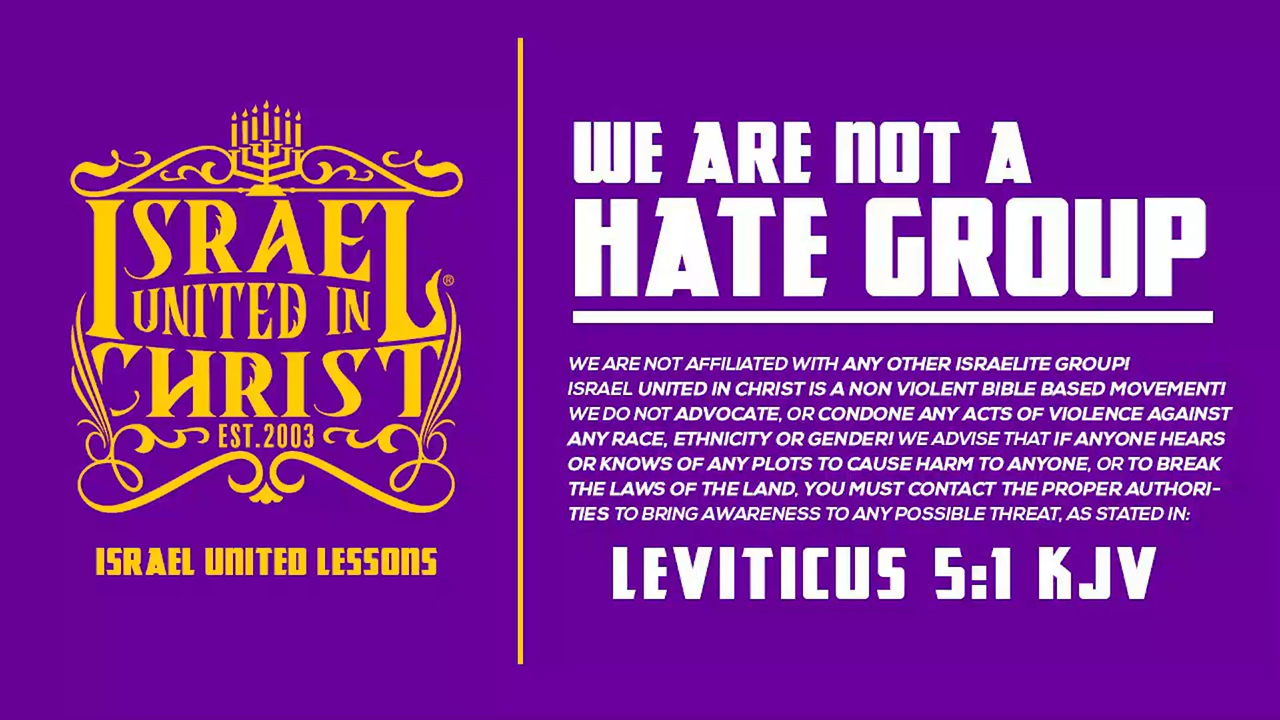 ISRAEL
UNITED IN
CHRIST
®
EST.2003
ISRAEL UNITED LESSONS
WE ARE NOT A
HATE GROUP
WE ARE NOT AFFILIATED WITH ANY OTHER ISRAELITE GROUP!
ISRAEL UNITED IN CHRIST IS A NON VIOLENT BIBLE BASED MOVEMENT!
WE DO NOT ADVOCATE, OR CONDONE ANY ACTS OF VIOLENCE AGAINST
ANY RACE, ETHNICITY OR GENDER! WE ADVISE THAT IF ANYONE HEARS
OR KNOWS OF ANY PLOTS TO CAUSE HARM TO ANYONE, OR TO BREAK
THE LAWS OF THE LAND, YOU MUST CONTACT THE PROPER AUTHORI-
TIES TO BRING AWARENESS TO ANY POSSIBLE THREAT, AS STATED IN:
LEVITICUS 5:1 KJV